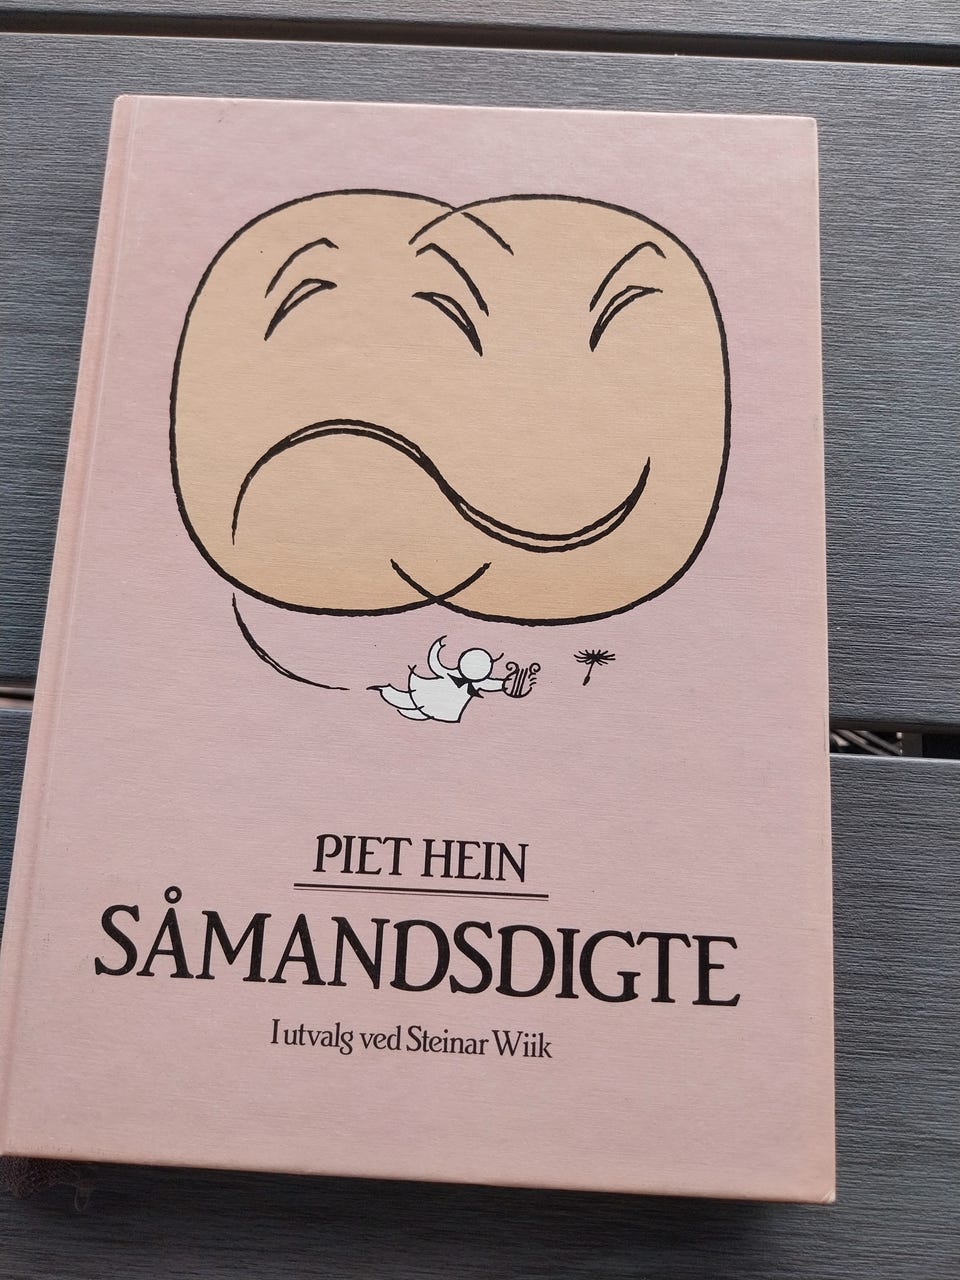 PIET HEIN
SÅMANDSDIGTE
I utvalg ved Steinar Wiik